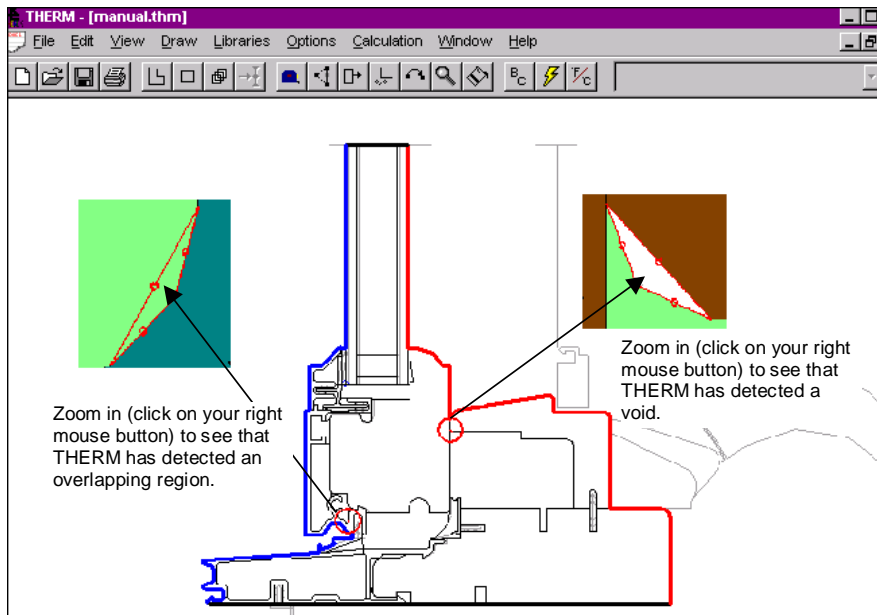 THERM - [manual.thm]
File Edit View Draw Libraries Options Calculation Window Help
BC
°F/C
Zoom in (click on your right
mouse button) to see that
THERM has detected a
void.
Zoom in (click on your right
mouse button) to see that
THERM has detected an
overlapping region.